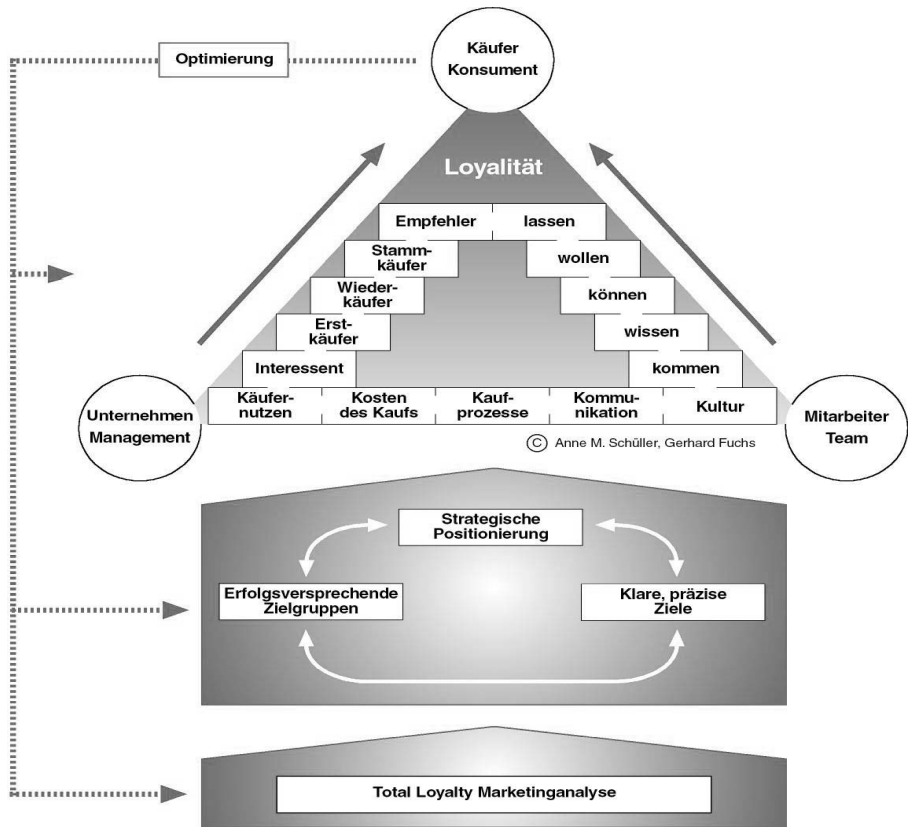 Käufer
Konsument
Optimierung
Loyalität
Empfehler
lassen
Stamm-
käufer
wollen
Wieder-
käufer
können
Erst-
käufer
wissen
Interessent
kommen
Unternehmen
Management
Käufer-
nutzen
Kosten
des Kaufs
Kauf-
prozesse
Kommu-
nikation
Kultur
Mitarbeiter
Team
© Anne M. Schüller, Gerhard Fuchs
Strategische
Positionierung
Erfolgsversprechende
Zielgruppen
Klare, präzise
Ziele
Total Loyalty Marketinganalyse